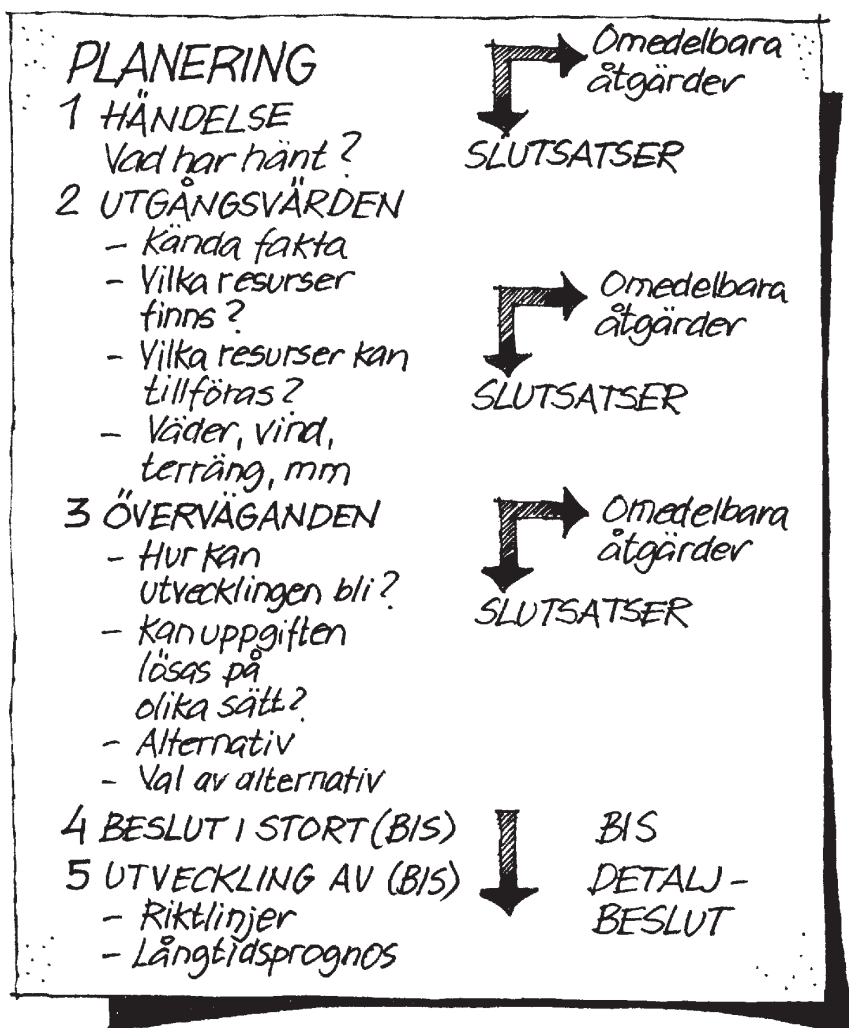 PLANERING
1 HÄNDELSE
Vad har hänt?
Omedelbara
åtgärder
SLUTSATSER
2 UTGÅNGSVÄRDEN
- Kända fakta
- Vilka resurser
finns?
- Vilka resurser kan
tillföras?
- Väder, vind,
terräng, mm
Omedelbara
åtgärder
SLUTSATSER
3 ÖVERVÄGANDEN
- Hur kan
utvecklingen bli?
- Kan uppgiften
lösas på
olika sätt?
- Alternativ
- Val av alternativ
Omedelbara
åtgärder
SLUTSATSER
4 BESLUT I STORT (BIS)
BIS
5 UTVECKLING AV (BIS)
- Riktlinjer
- Långtidsprognos
DETALJ-
BESLUT